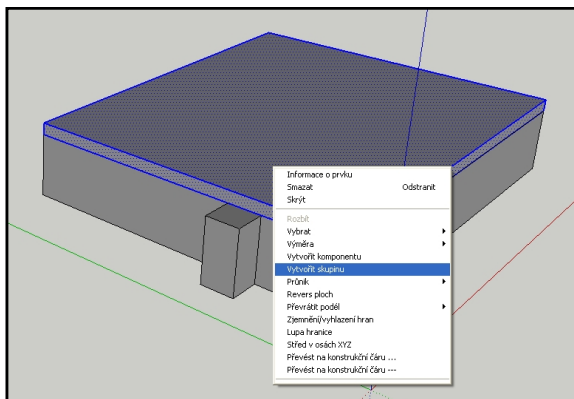 Informace o prvku
Smazat Odstranit
Skrýt
Rozbít
Vybrat
Výměra
Vytvořit komponentu
Vytvořit skupinu
Průnik
Revers ploch
Převrátit podél
Zjemnění/vyhlazení hran
Lupa hranice
Střed v osách XYZ
Převést na konstrukční čáru ...
Převést na konstrukční čáru ---